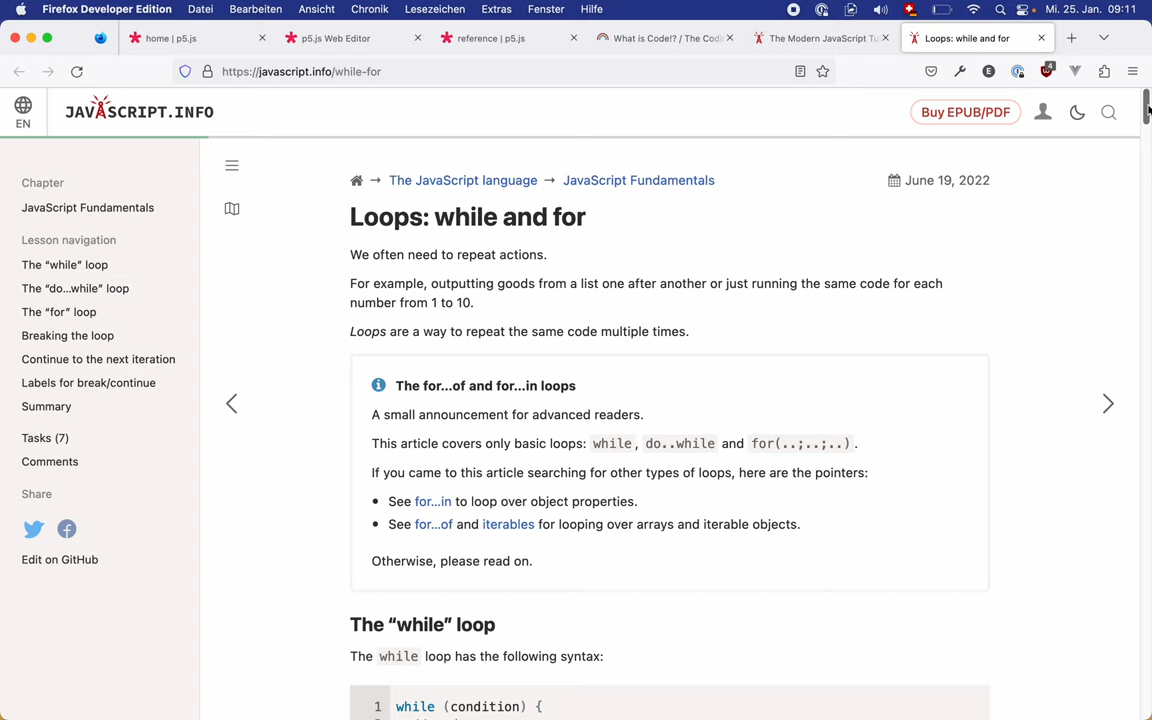 Firefox Developer Edition Datei Bearbeiten Ansicht Chronik Lesezeichen Extras Fenster Hilfe Mi. 25. Jan. 09:11
home | p5.js p5.js Web Editor reference | p5.js What is Code!? / The Codi The Modern JavaScript Tu Loops: while and for
https://javascript.info/while-for 4
EN JAVASCRIPT.INFO Buy EPUB/PDF
Chapter
JavaScript Fundamentals
Lesson navigation
The “while” loop
The “do…while” loop
The “for” loop
Breaking the loop
Continue to the next iteration
Labels for break/continue
Summary
Tasks (7)
Comments
Share
Edit on GitHub
→ The JavaScript language → JavaScript Fundamentals June 19, 2022
Loops: while and for
We often need to repeat actions.
For example, outputting goods from a list one after another or just running the same code for each
number from 1 to 10.
Loops are a way to repeat the same code multiple times.
The for…of and for…in loops
A small announcement for advanced readers.
This article covers only basic loops: while, do..while and for(..;..;..).
If you came to this article searching for other types of loops, here are the pointers:
• See for…in to loop over object properties.
• See for…of and iterables for looping over arrays and iterable objects.
Otherwise, please read on.
The “while” loop
The while loop has the following syntax:
1 while (condition) {